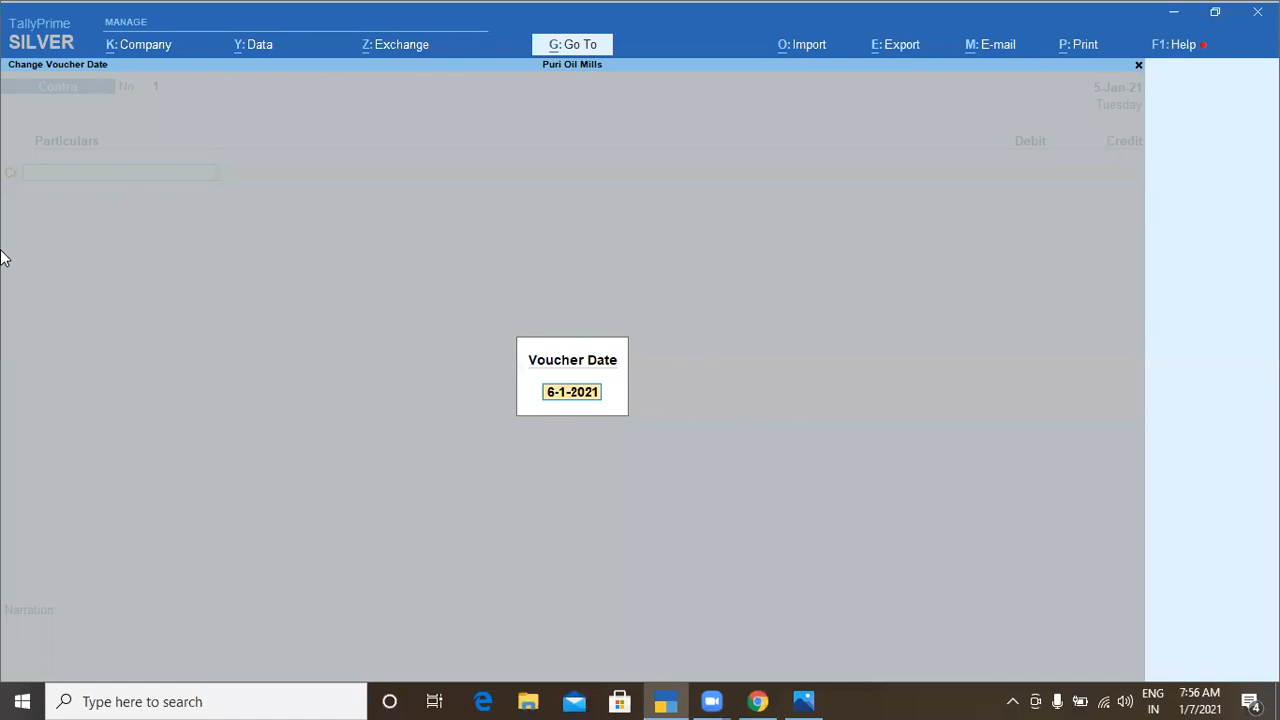 TallyPrime
MANAGE
SILVER
K: Company
Y: Data
Z: Exchange
G: Go To
O: Import
E: Export
M: E-mail
P: Print
F1: Help
Change Voucher Date
Puri Oil Mills
Contra
No
1
5-Jan-21
Tuesday
Particulars
Debit
Credit
Cr
Voucher Date
6-1-2021
Narration
Type here to search
ENG
IN
7:56 AM
1/7/2021
4